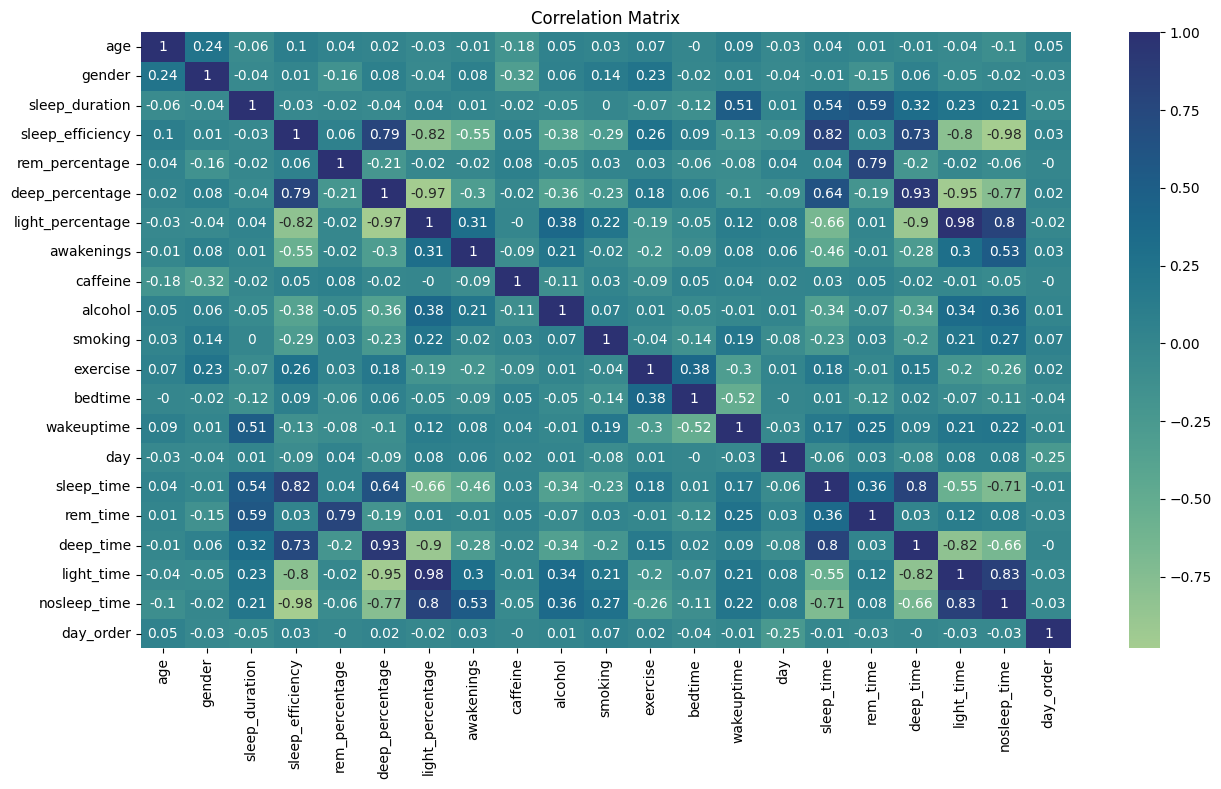 Correlation Matrix
age 1 0.24 -0.06 0.1 0.04 0.02 -0.03 -0.01 -0.18 0.05 0.03 0.07 -0 0.09 -0.03 0.04 0.01 -0.01 -0.04 -0.1 0.05
gender 0.24 1 -0.04 0.01 -0.16 0.08 -0.04 0.08 -0.32 0.06 0.14 0.23 -0.02 0.01 -0.04 -0.01 -0.15 0.06 -0.05 -0.02 -0.03
sleep_duration -0.06 -0.04 1 -0.03 -0.02 -0.04 0.04 0.01 -0.02 -0.05 0 -0.07 -0.12 0.51 0.01 0.54 0.59 0.32 0.23 0.21 -0.05
sleep_efficiency 0.1 0.01 -0.03 1 0.06 0.79 -0.82 -0.55 0.05 -0.38 -0.29 0.26 0.09 -0.13 -0.09 0.82 0.03 0.73 -0.8 -0.98 0.03
rem_percentage 0.04 -0.16 -0.02 0.06 1 -0.21 -0.02 -0.02 0.08 -0.05 0.03 0.03 -0.06 -0.08 0.04 0.04 0.79 -0.2 -0.02 -0.06 -0
deep_percentage 0.02 0.08 -0.04 0.79 -0.21 1 -0.97 -0.3 -0.02 -0.36 -0.23 0.18 0.06 -0.1 -0.09 0.64 -0.19 0.93 -0.95 -0.77 0.02
light_percentage -0.03 -0.04 0.04 -0.82 -0.02 -0.97 1 0.31 -0 0.38 0.22 -0.19 -0.05 0.12 0.08 -0.66 0.01 -0.9 0.98 0.8 -0.02
awakenings -0.01 0.08 0.01 -0.55 -0.02 -0.3 0.31 1 -0.09 0.21 -0.02 -0.2 -0.09 0.08 0.06 -0.46 -0.01 -0.28 0.3 0.53 0.03
caffeine -0.18 -0.32 -0.02 0.05 0.08 -0.02 -0 -0.09 1 -0.11 0.03 -0.09 0.05 0.04 0.02 0.03 0.05 -0.02 -0.01 -0.05 -0
alcohol 0.05 0.06 -0.05 -0.38 -0.05 -0.36 0.38 0.21 -0.11 1 0.07 0.01 -0.05 -0.01 0.01 -0.34 -0.07 -0.34 0.34 0.36 0.01
smoking 0.03 0.14 0 -0.29 0.03 -0.23 0.22 -0.02 0.03 0.07 1 -0.04 -0.14 0.19 -0.08 -0.23 0.03 -0.2 0.21 0.27 0.07
exercise 0.07 0.23 -0.07 0.26 0.03 0.18 -0.19 -0.2 -0.09 0.01 -0.04 1 0.38 -0.3 0.01 0.18 -0.01 0.15 -0.2 -0.26 0.02
bedtime -0 -0.02 -0.12 0.09 -0.06 0.06 -0.05 -0.09 0.05 -0.05 -0.14 0.38 1 -0.52 -0 0.01 -0.12 0.02 -0.07 -0.11 -0.04
wakeuptime 0.09 0.01 0.51 -0.13 -0.08 -0.1 0.12 0.08 0.04 -0.01 0.19 -0.3 -0.52 1 -0.03 0.17 0.25 0.09 0.21 0.22 -0.01
day -0.03 -0.04 0.01 -0.09 0.04 -0.09 0.08 0.06 0.02 0.01 -0.08 0.01 -0 -0.03 1 -0.06 0.03 -0.08 0.08 0.08 -0.25
sleep_time 0.04 -0.01 0.54 0.82 0.04 0.64 -0.66 -0.46 0.03 -0.34 -0.23 0.18 0.01 0.17 -0.06 1 0.36 0.8 -0.55 -0.71 -0.01
rem_time 0.01 -0.15 0.59 0.03 0.79 -0.19 0.01 -0.01 0.05 -0.07 0.03 -0.01 -0.12 0.25 0.03 0.36 1 0.03 0.12 0.08 -0.03
deep_time -0.01 0.06 0.32 0.73 -0.2 0.93 -0.9 -0.28 -0.02 -0.34 -0.2 0.15 0.02 0.09 -0.08 0.8 0.03 1 -0.82 -0.66 -0
light_time -0.04 -0.05 0.23 -0.8 -0.02 -0.95 0.98 0.3 -0.01 0.34 0.21 -0.2 -0.07 0.21 0.08 -0.55 0.12 -0.82 1 0.83 -0.03
nosleep_time -0.1 -0.02 0.21 -0.98 -0.06 -0.77 0.8 0.53 -0.05 0.36 0.27 -0.26 -0.11 0.22 0.08 -0.71 0.08 -0.66 0.83 1 -0.03
day_order 0.05 -0.03 -0.05 0.03 -0 0.02 -0.02 0.03 -0 0.01 0.07 0.02 -0.04 -0.01 -0.25 -0.01 -0.03 -0 -0.03 -0.03 1
age
gender
sleep_duration
sleep_efficiency
rem_percentage
deep_percentage
light_percentage
awakenings
caffeine
alcohol
smoking
exercise
bedtime
wakeuptime
day
sleep_time
rem_time
deep_time
light_time
nosleep_time
day_order
1.00
0.75
0.50
0.25
0.00
−0.25
−0.50
−0.75